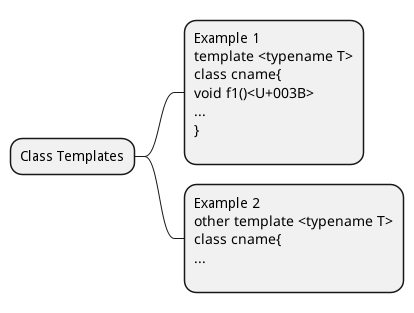 Class Templates
Example 1
template <typename T>
class cname{
void f1()<U+003B>
...
}
Example 2
other template <typename T>
class cname{
...